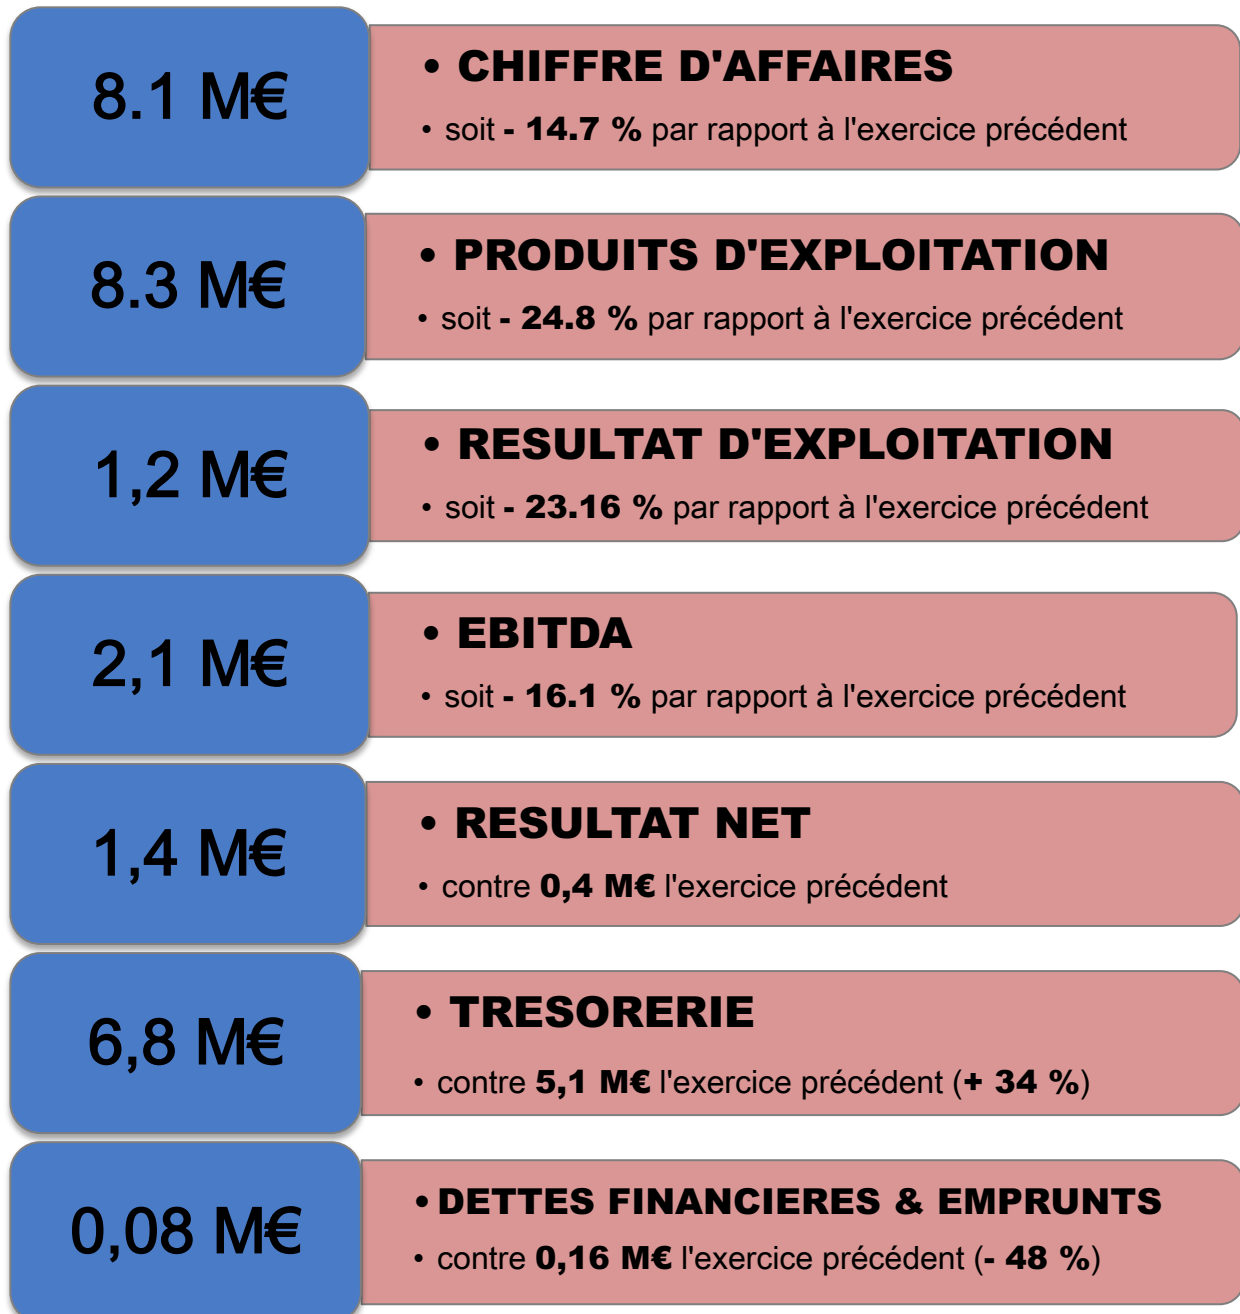 8.1 M€
• CHIFFRE D'AFFAIRES
• soit - 14.7 % par rapport à l'exercice précédent
8.3 M€
• PRODUITS D'EXPLOITATION
• soit - 24.8 % par rapport à l'exercice précédent
1,2 M€
• RESULTAT D'EXPLOITATION
• soit - 23.16 % par rapport à l'exercice précédent
2,1 M€
• EBITDA
• soit - 16.1 % par rapport à l'exercice précédent
1,4 M€
• RESULTAT NET
• contre 0,4 M€ l'exercice précédent
6,8 M€
• TRESORERIE
• contre 5,1 M€ l'exercice précédent (+ 34 %)
0,08 M€
• DETTES FINANCIERES & EMPRUNTS
• contre 0,16 M€ l'exercice précédent (- 48 %)